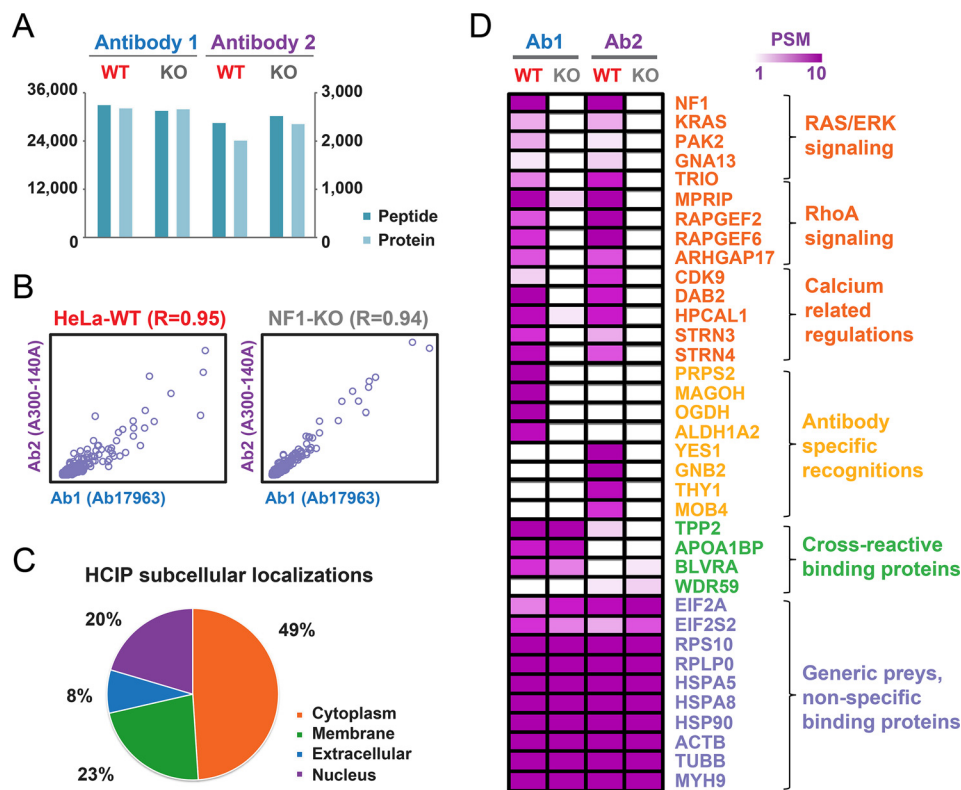 A
Antibody 1 Antibody 2
WT KO WT KO
36,000 3,000
24,000 2,000
12,000 1,000
0 0
Peptide
Protein
B
HeLa-WT (R=0.95) NF1-KO (R=0.94)
Ab2 (A300-140A) Ab2 (A300-140A)
Ab1 (Ab17963) Ab1 (Ab17963)
C
HCIP subcellular localizations
20%
49%
8%
23%
Cytoplasm
Membrane
Extracellular
Nucleus
D
Ab1 Ab2
WT KO WT KO
PSM
1 10
NF1
KRAS
PAK2
GNA13
TRIO
MPRIP
RAPGEF2
RAPGEF6
ARHGAP17
CDK9
DAB2
HPCAL1
STRN3
STRN4
PRPS2
MAGOH
OGDH
ALDH1A2
YES1
GNB2
THY1
MOB4
TPP2
APOA1BP
BLVRA
WDR59
EIF2A
EIF2S2
RPS10
RPLP0
HSPA5
HSPA8
HSP90
ACTB
TUBB
MYH9
RAS/ERK
signaling
RhoA
signaling
Calcium
related
regulations
Antibody
specific
recognitions
Cross-reactive
binding proteins
Generic preys,
non-specific
binding proteins